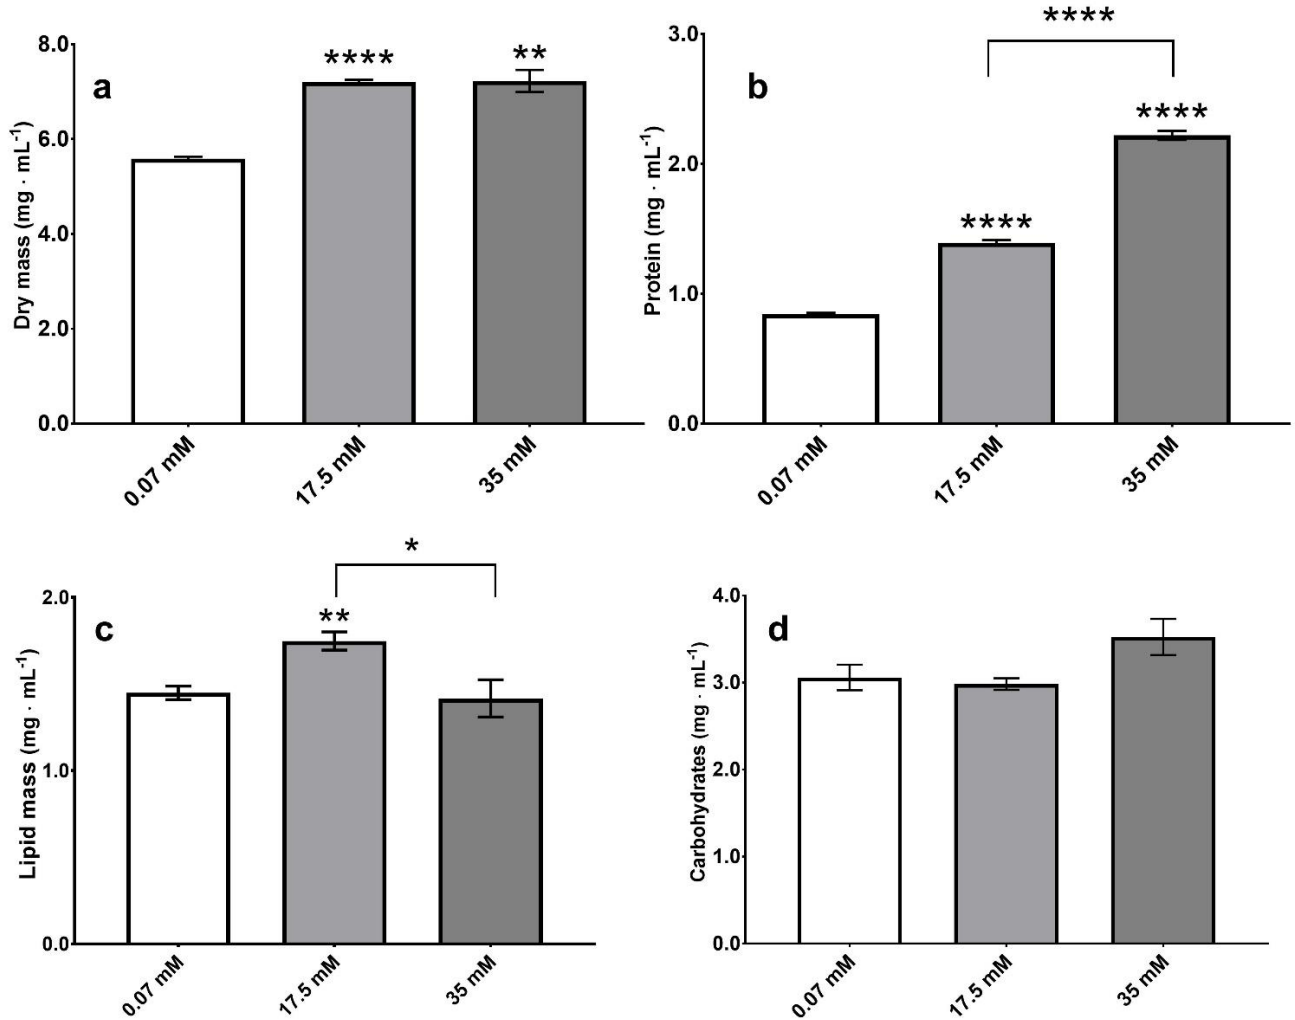 a
Dry mass (mg · mL-1)
8.0
6.0
4.0
2.0
0.0
****
**
0.07 mM
17.5 mM
35 mM
b
Protein (mg · mL-1)
3.0
2.0
1.0
0.0
****
****
****
0.07 mM
17.5 mM
35 mM
c
Lipid mass (mg · mL-1)
2.0
1.0
0.0
*
**
0.07 mM
17.5 mM
35 mM
d
Carbohydrates (mg · mL-1)
4.0
3.0
2.0
1.0
0.0
0.07 mM
17.5 mM
35 mM